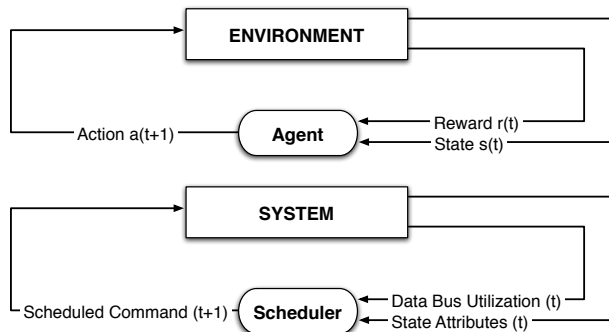 ENVIRONMENT
Reward r(t)
Action a(t+1)
Agent
State s(t)
SYSTEM
Data Bus Utilization (t)
Scheduled Command (t+1)
Scheduler
State Attributes (t)